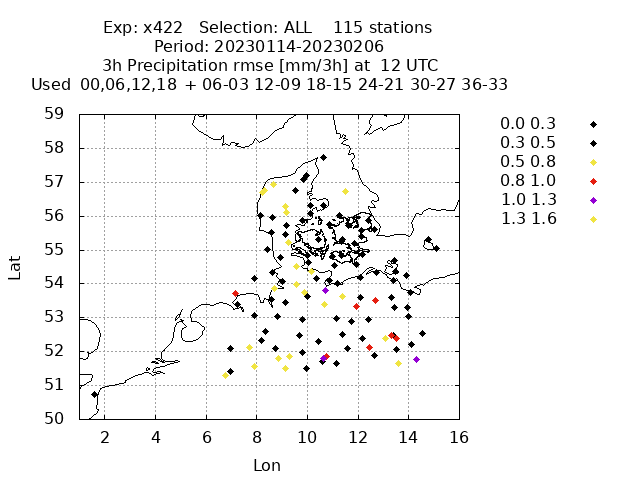 Exp: x422 Selection: ALL 115 stations
Period: 20230114-20230206
3h Precipitation rmse [mm/3h] at 12 UTC
Used 00,06,12,18 + 06-03 12-09 18-15 24-21 30-27 36-33
0.0 0.3
0.3 0.5
0.5 0.8
0.8 1.0
1.0 1.3
1.3 1.6
59
58
57
56
55
54
53
52
51
50
Lat
2 4 6 8 10 12 14 16
Lon